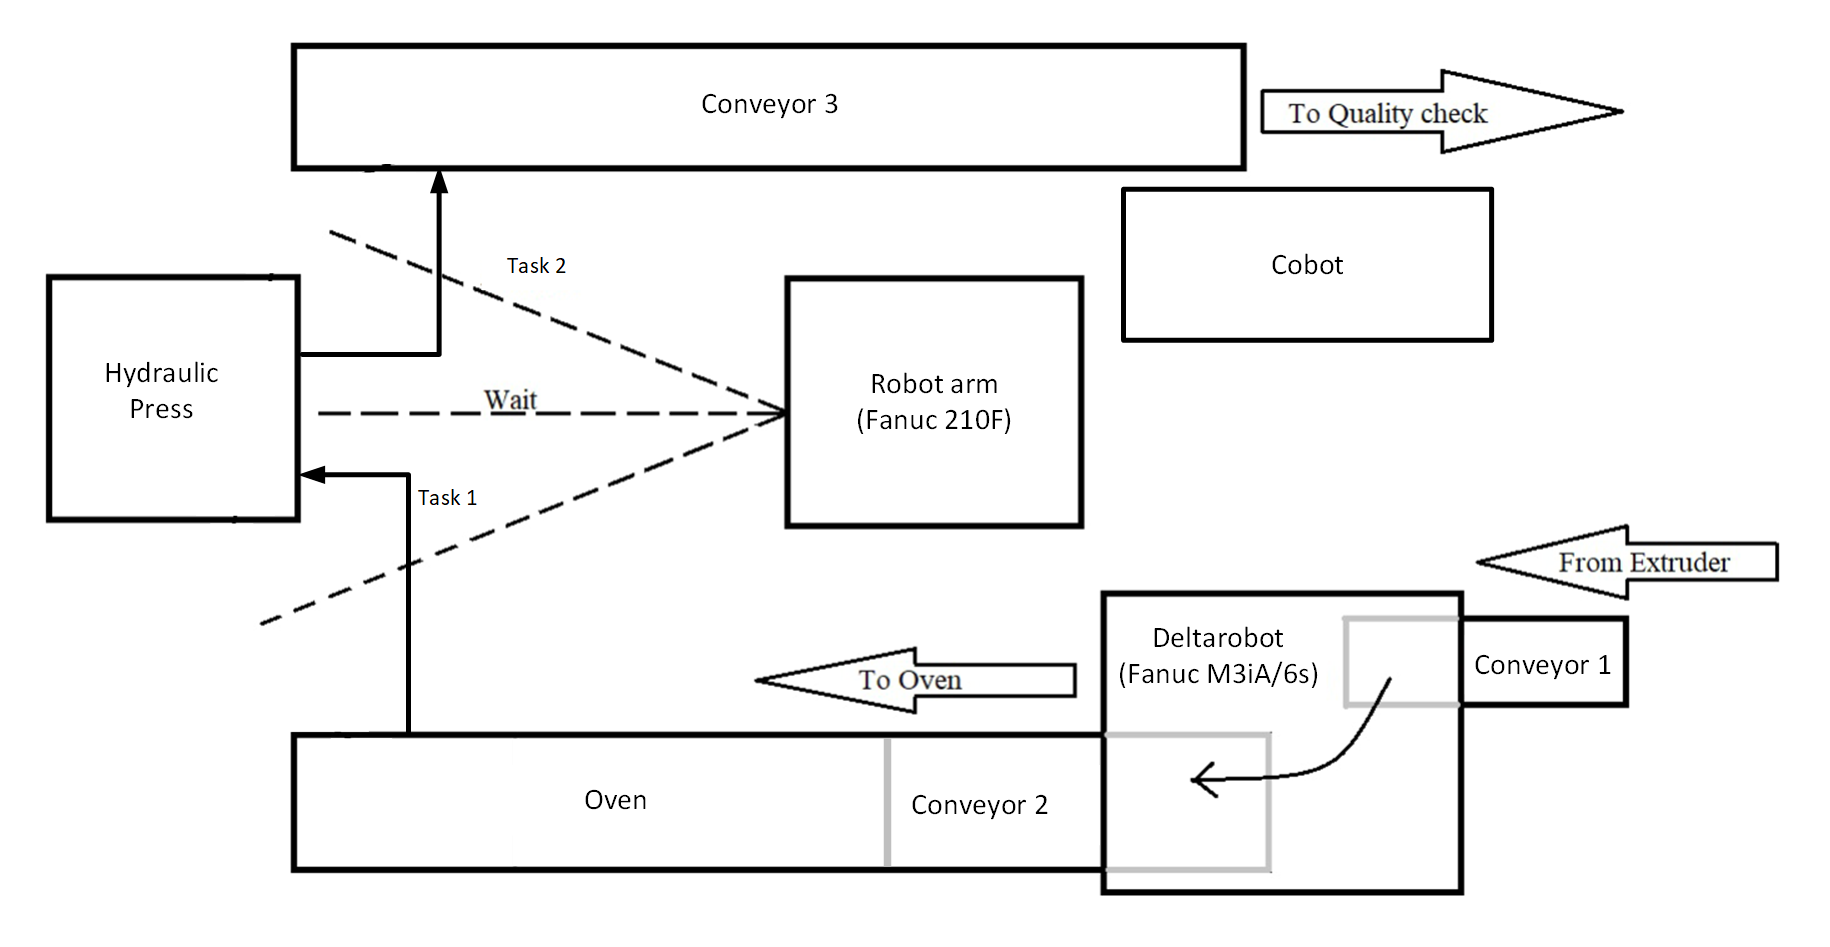 Conveyor 3
To Quality check
Task 2
Cobot
Hydraulic
Press
Wait
Robot arm
(Fanuc 210F)
Task 1
From Extruder
Deltarobot
(Fanuc M3iA/6s)
Conveyor 1
To Oven
Oven
Conveyor 2